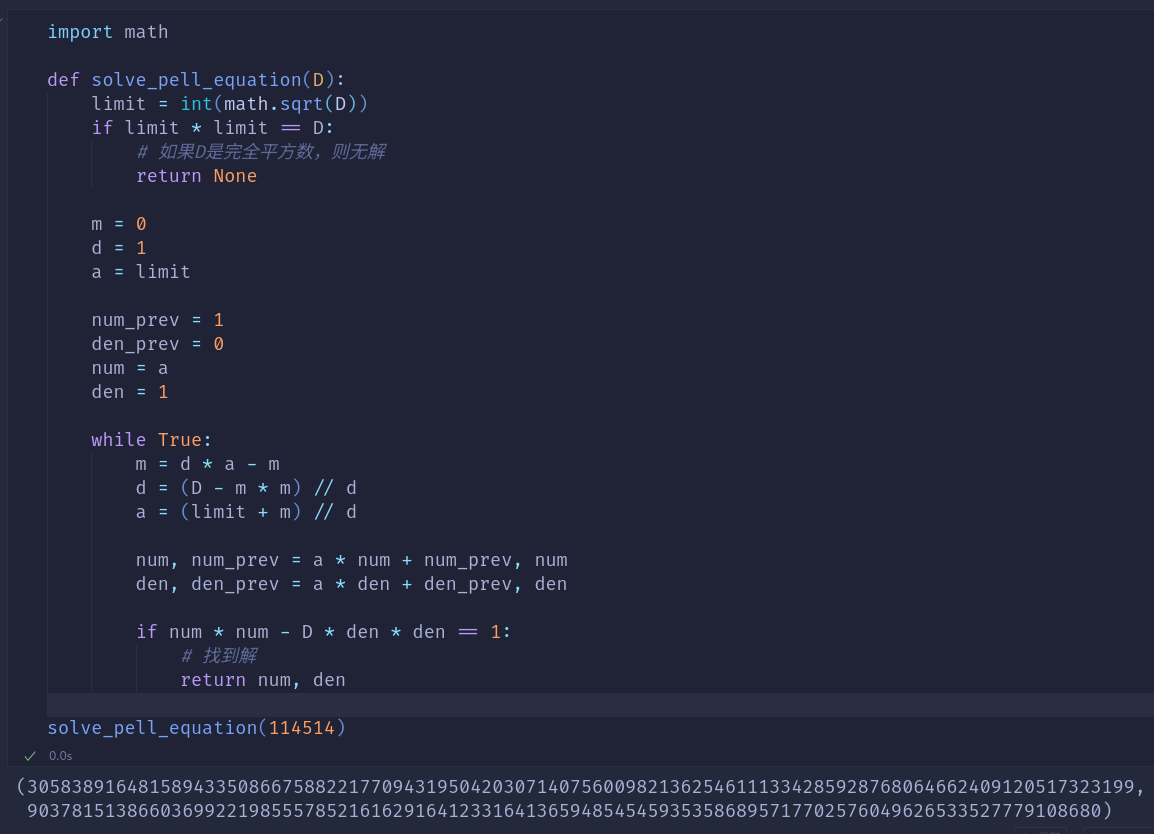 import math
def solve_pell_equation(D):
    limit = int(math.sqrt(D))
    if limit * limit == D:
        # 如果D是完全平方数，则无解
        return None
    m = 0
    d = 1
    a = limit
    num_prev = 1
    den_prev = 0
    num = a
    den = 1
    while True:
        m = d * a - m
        d = (D - m * m) // d
        a = (limit + m) // d
        num, num_prev = a * num + num_prev, num
        den, den_prev = a * den + den_prev, den
        if num * num - D * den * den == 1:
            # 找到解
            return num, den
solve_pell_equation(114514)
0.0s
(3058389164815894335086675882217709431950420307140756009821362546111334285928768064662409120517323199,
9037815138660369922198555785216162916412331641365948545459353586895717702576049626533527779108680)